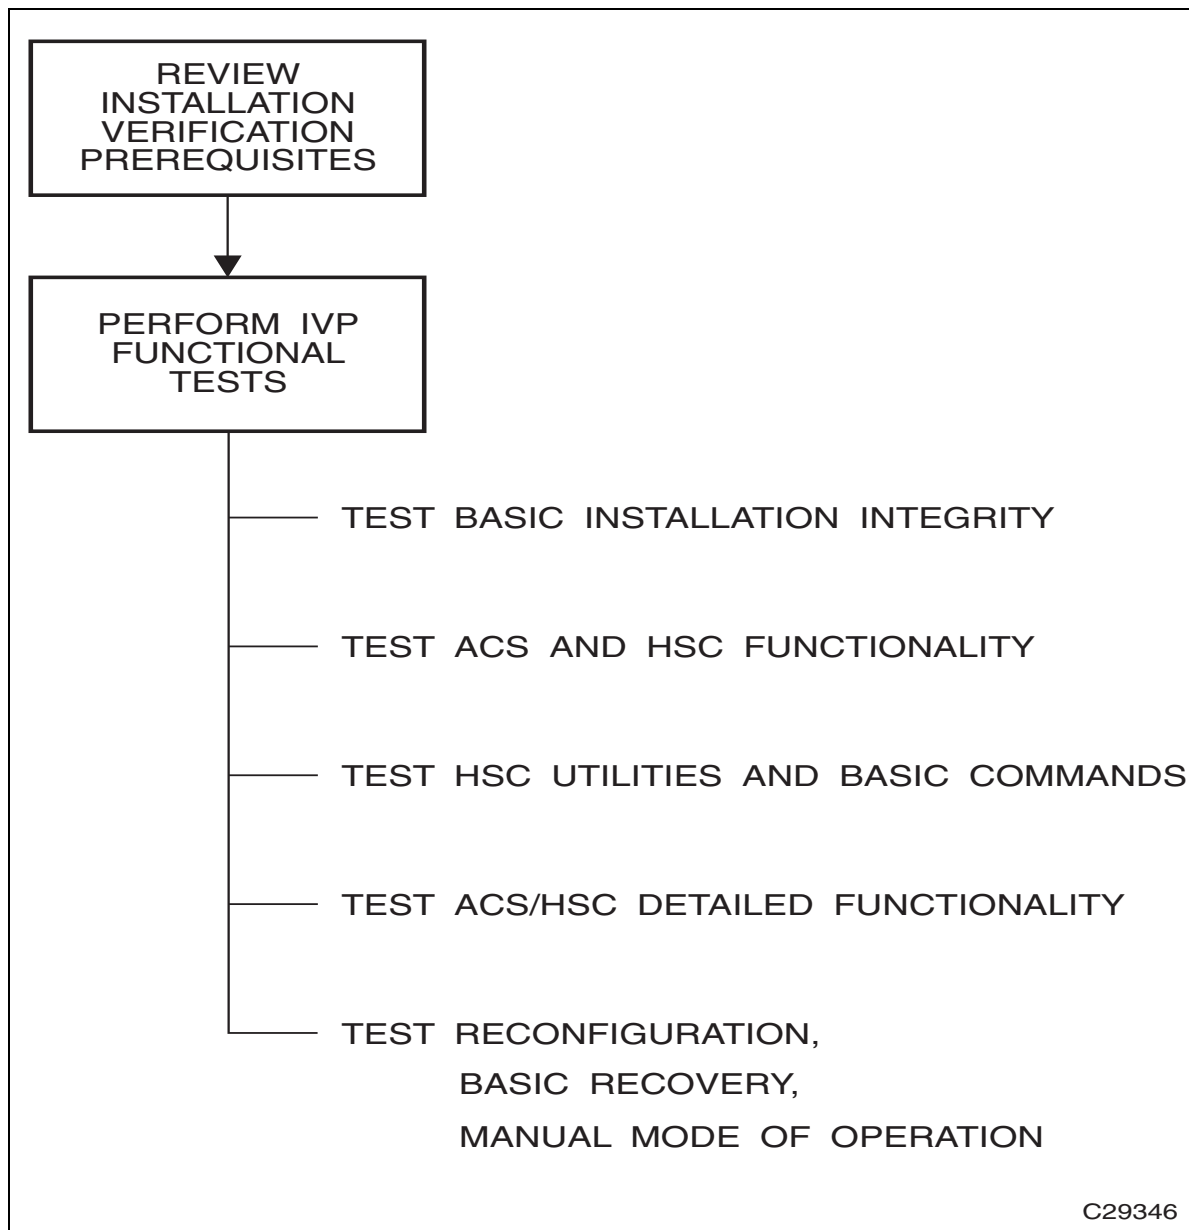 REVIEW
INSTALLATION
VERIFICATION
PREREQUISITES
PERFORM IVP
FUNCTIONAL
TESTS
TEST BASIC INSTALLATION INTEGRITY
TEST ACS AND HSC FUNCTIONALITY
TEST HSC UTILITIES AND BASIC COMMANDS
TEST ACS/HSC DETAILED FUNCTIONALITY
TEST RECONFIGURATION,
BASIC RECOVERY,
MANUAL MODE OF OPERATION
C29346